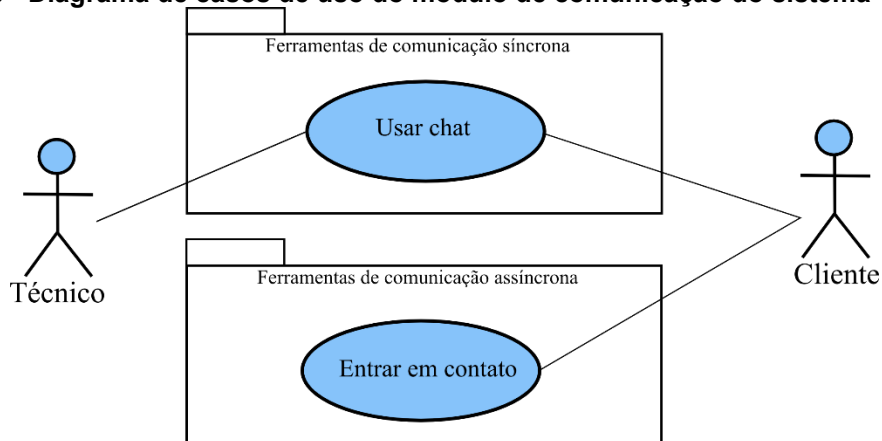 Diagrama de casos de uso do módulo de comunicação do sistema
Ferramentas de comunicação síncrona
Usar chat
Técnico
Cliente
Ferramentas de comunicação assíncrona
Entrar em contato